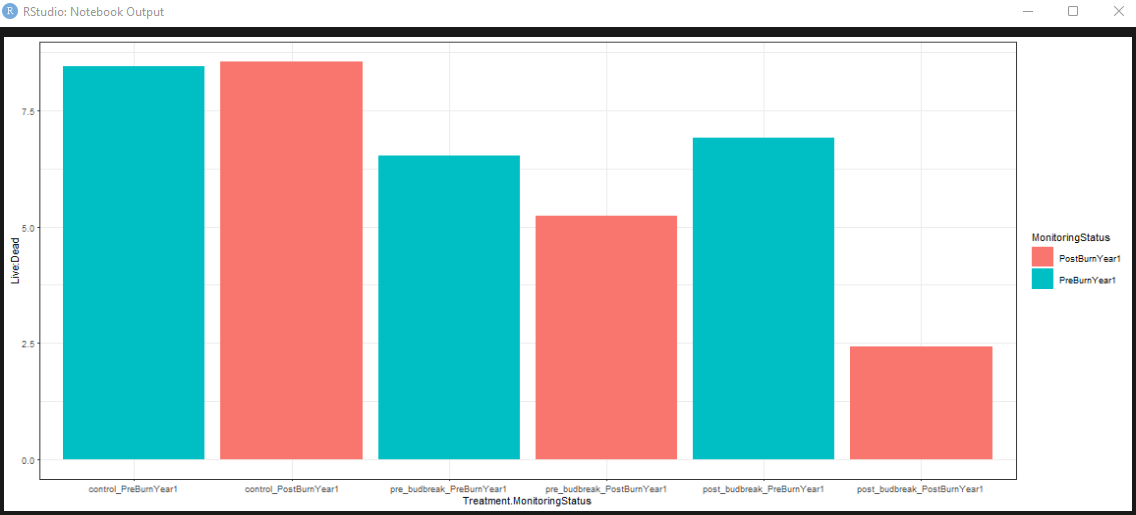 R RStudio: Notebook Output
7.5
5.0
2.5
0.0
Live:Dead
control_PreBurnYear1 control_PostBurnYear1 pre_budbreak_PreBurnYear1 pre_budbreak_PostBurnYear1 post_budbreak_PreBurnYear1 post_budbreak_PostBurnYear1
Treatment.MonitoringStatus
MonitoringStatus
PostBurnYear1
PreBurnYear1